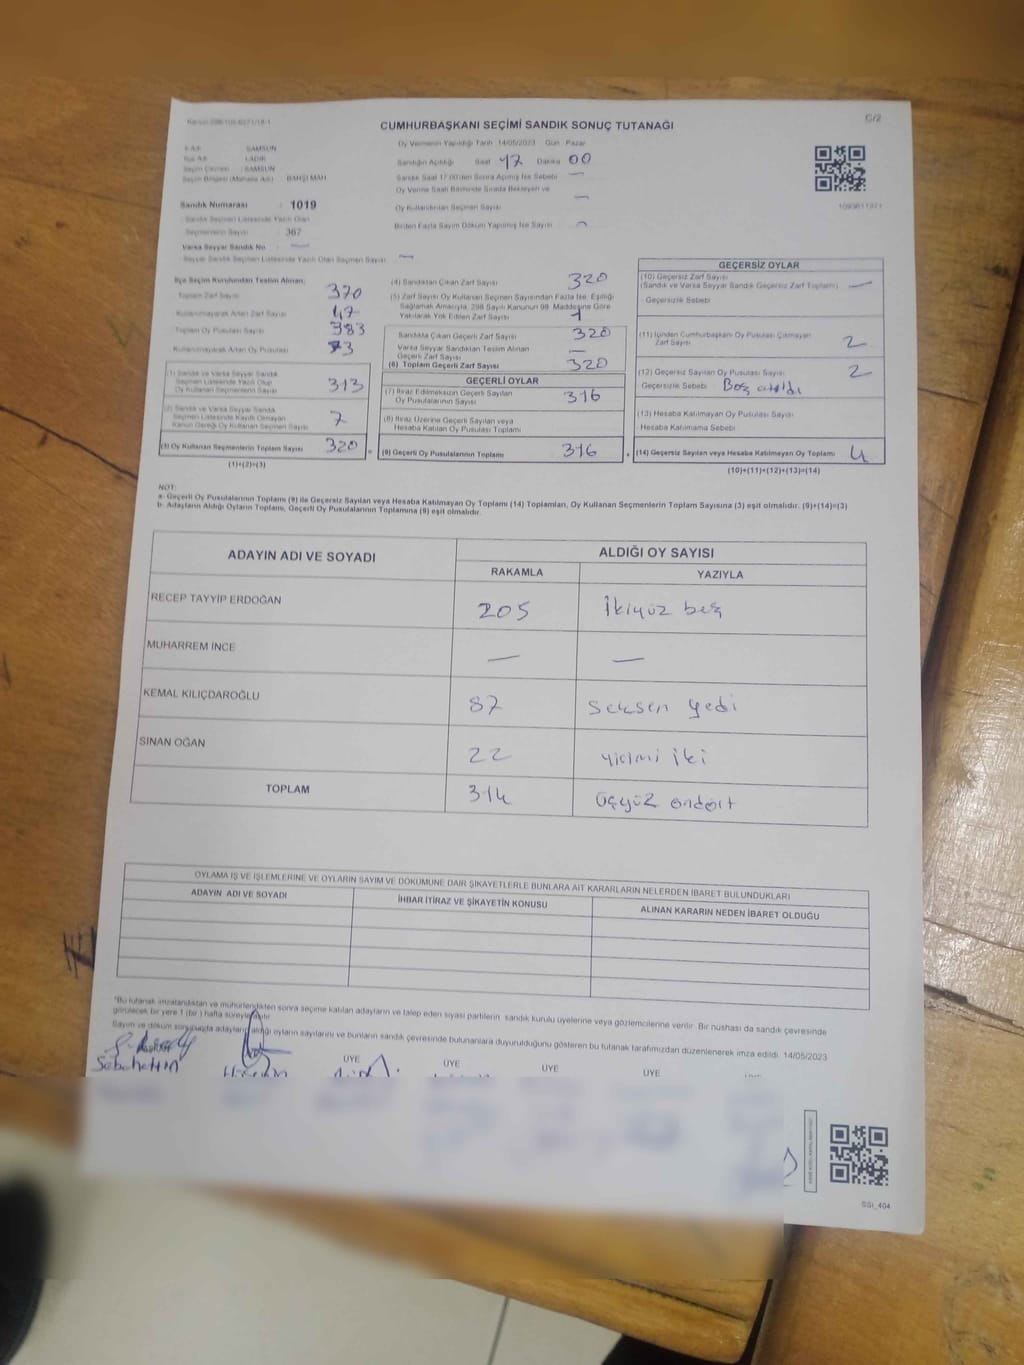 C/2
CUMHURBAŞKANI SEÇİMİ SANDIK SONUÇ TUTANAĞI
İl Adı : SAMSUN
İlçe Adı : LADİK
Seçim Çevresi : SAMSUN
Seçim Bölgesi (Mahalle Adı) : BAHŞİ MAH
Sandık Numarası : 1019
Sandık Seçmen Listesinde Yazılı Olan
Seçmenlerin Sayısı : 367
Varsa Seyyar Sandık No : —
Seyyar Sandık Seçmen Listesinde Yazılı Olan Seçmen Sayısı : —
Oy Vermenin Yapıldığı Tarih : 14/05/2023 Gün : Pazar
Sandığın Açıldığı Saat 17 Dakika 00
Sandık Saat 17:00'den Sonra Açılmış İse Sebebi —
Oy Verme Saati Bitiminde Sırada Bekleyen ve
Oy Kullandırılan Seçmen Sayısı —
Birden Fazla Sayım Döküm Yapılmış İse Sayısı —
1093811371
İlçe Seçim Kurulundan Teslim Alınan;
Toplam Zarf Sayısı 370
Kullanılmayarak Artan Zarf Sayısı 47
Toplam Oy Pusulası Sayısı 383
Kullanılmayarak Artan Oy Pusulası 73
(1) Sandık ve Varsa Seyyar Sandık
Seçmen Listesinde Yazılı Olup
Oy Kullanan Seçmenlerin Sayısı 313
(2) Sandık ve Varsa Seyyar Sandık
Seçmen Listesinde Kayıtlı Olmayan
Kanun Gereği Oy Kullanan Seçmen Sayısı 7
(3) Oy Kullanan Seçmenlerin Toplam Sayısı 320
(1)+(2)=(3)
(4) Sandıktan Çıkan Zarf Sayısı 320
(5) Zarf Sayısı Oy Kullanan Seçmen Sayısından Fazla İse, Eşitliği
Sağlamak Amacıyla, 298 Sayılı Kanunun 98. Maddesine Göre
Yakılarak Yok Edilen Zarf Sayısı
Sandıkta Çıkan Geçerli Zarf Sayısı 320
Varsa Seyyar Sandıktan Teslim Alınan
Geçerli Zarf Sayısı —
(6) Toplam Geçerli Zarf Sayısı 320
GEÇERLİ OYLAR
(7) İtiraz Edilmeksizin Geçerli Sayılan
Oy Pusulalarının Sayısı 316
(8) İtiraz Üzerine Geçerli Sayılan veya
Hesaba Katılan Oy Pusulası Toplamı
(9) Geçerli Oy Pusulalarının Toplamı 316
GEÇERSİZ OYLAR
(10) Geçersiz Zarf Sayısı
(Sandık ve Varsa Seyyar Sandık Geçersiz Zarf Toplamı) —
Geçersizlik Sebebi :
(11) İçinden Cumhurbaşkanı Oy Pusulası Çıkmayan
Zarf Sayısı 2
(12) Geçersiz Sayılan Oy Pusulası Sayısı 2
Geçersizlik Sebebi : Boş atıldı
(13) Hesaba Katılmayan Oy Pusulası Sayısı
Hesaba Katılmama Sebebi :
(14) Geçersiz Sayılan veya Hesaba Katılmayan Oy Toplamı 4
(10)+(11)+(12)+(13)=(14)
NOT:
a- Geçerli Oy Pusulalarının Toplamı (9) ile Geçersiz Sayılan veya Hesaba Katılmayan Oy Toplamı (14) Toplamları, Oy Kullanan Seçmenlerin Toplam Sayısına (3) eşit olmalıdır. (9)+(14)=(3)
b- Adayların Aldığı Oyların Toplamı, Geçerli Oy Pusulalarının Toplamına (9) eşit olmalıdır.
ADAYIN ADI VE SOYADI ALDIĞI OY SAYISI
RAKAMLA YAZIYLA
RECEP TAYYİP ERDOĞAN 205 İkiyüz beş
MUHARREM İNCE — —
KEMAL KILIÇDAROĞLU 87 Seksen yedi
SİNAN OĞAN 22 yirmi iki
TOPLAM 314 üçyüz ondört
OYLAMA İŞ VE İŞLEMLERİNE VE OYLARIN SAYIM VE DÖKÜMÜNE DAİR ŞİKAYETLERLE BUNLARA AİT KARARLARIN NELERDEN İBARET BULUNDUKLARI
ADAYIN ADI VE SOYADI İHBAR İTİRAZ VE ŞİKAYETİN KONUSU ALINAN KARARIN NEDEN İBARET OLDUĞU
*Bu tutanak imzalandıktan ve mühürlendikten sonra seçime katılan adayların ve talep eden siyasi partilerin sandık kurulu üyelerine veya gözlemcilerine verilir. Bir nüshası da sandık çevresinde
görülecek bir yere 1 (bir) hafta süreyle asılır.
Sayım ve döküm sonucunda adayların aldığı oyların sayılarını ve bunların sandık çevresinde bulunanlara duyurulduğunu gösteren bu tutanak tarafımızdan düzenlenerek imza edildi. 14/05/2023
ÜYE ÜYE ÜYE ÜYE
Sebahettin
SSI_404